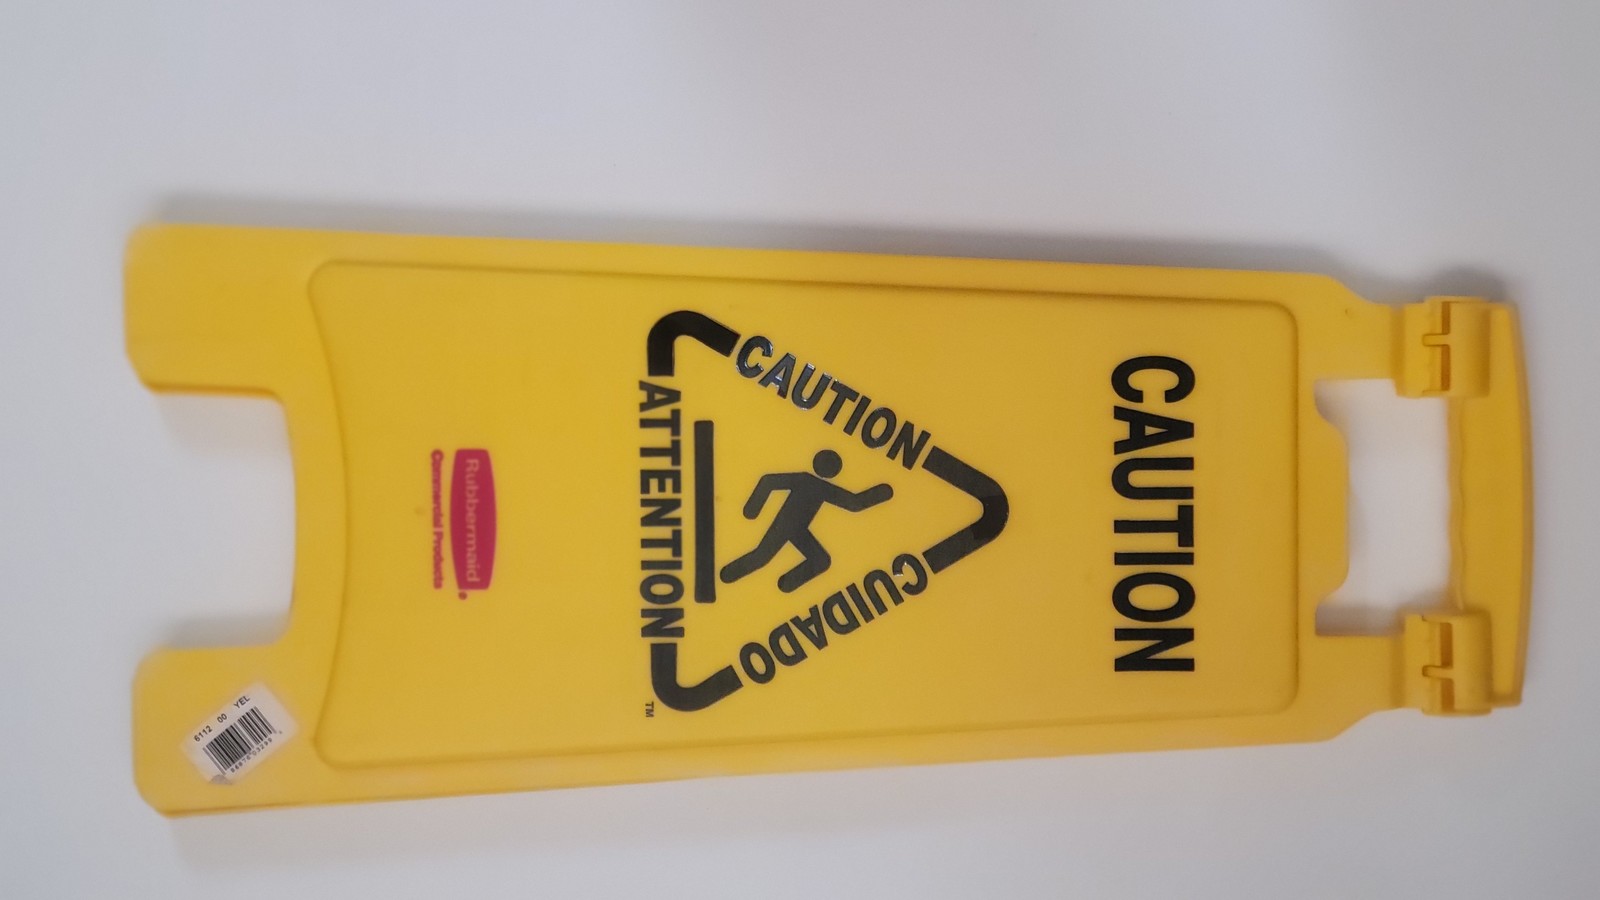 CAUTION
CAUTION
CUIDADO
ATTENTION
TM
Rubbermaid®
Commercial Products
6112 00 YEL